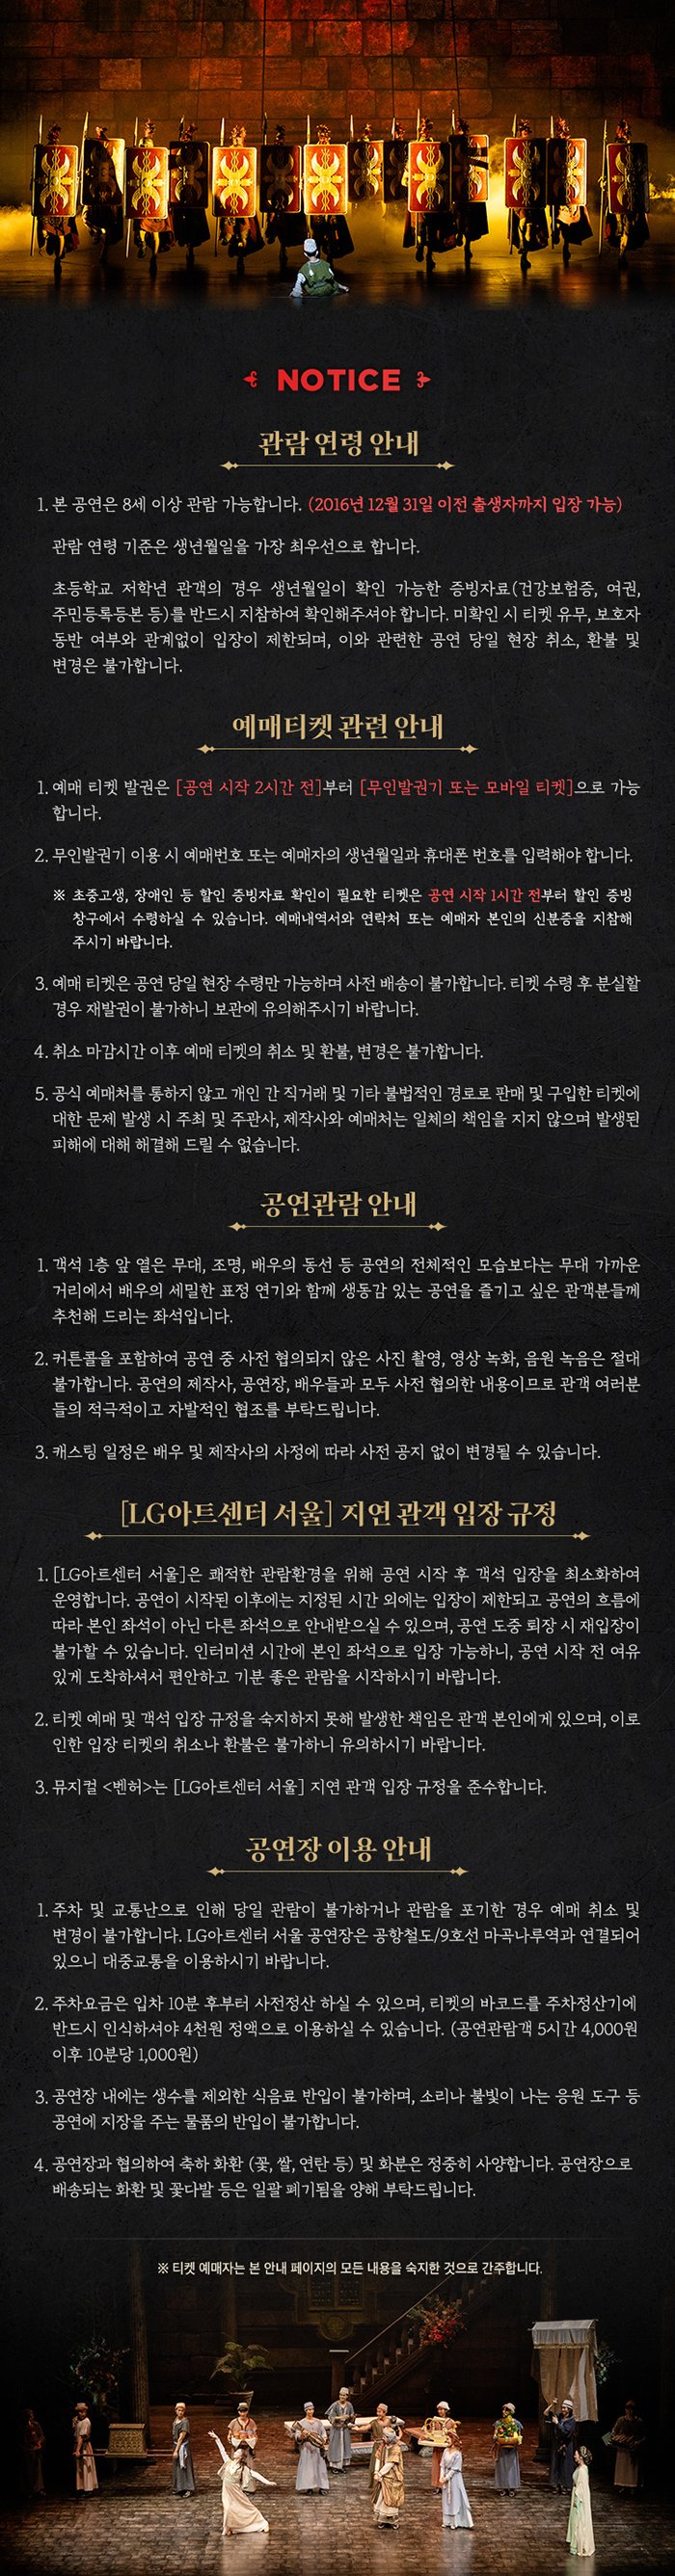 NOTICE
관람 연령 안내
1. 본 공연은 8세 이상 관람 가능합니다. (2016년 12월 31일 이전 출생자까지 입장 가능)
관람 연령 기준은 생년월일을 가장 최우선으로 합니다.
초등학교 저학년 관객의 경우 생년월일이 확인 가능한 증빙자료(건강보험증, 여권,
주민등록등본 등)를 반드시 지참하여 확인해주셔야 합니다. 미확인 시 티켓 유무, 보호자
동반 여부와 관계없이 입장이 제한되며, 이와 관련한 공연 당일 현장 취소, 환불 및
변경은 불가합니다.
예매티켓 관련 안내
1. 예매 티켓 발권은 [공연 시작 2시간 전]부터 [무인발권기 또는 모바일 티켓]으로 가능
합니다.
2. 무인발권기 이용 시 예매번호 또는 예매자의 생년월일과 휴대폰 번호를 입력해야 합니다.
※ 초중고생, 장애인 등 할인 증빙자료 확인이 필요한 티켓은 공연 시작 1시간 전부터 할인 증빙
창구에서 수령하실 수 있습니다. 예매내역서와 연락처 또는 예매자 본인의 신분증을 지참해
주시기 바랍니다.
3. 예매 티켓은 공연 당일 현장 수령만 가능하며 사전 배송이 불가합니다. 티켓 수령 후 분실할
경우 재발권이 불가하니 보관에 유의해주시기 바랍니다.
4. 취소 마감시간 이후 예매 티켓의 취소 및 환불, 변경은 불가합니다.
5. 공식 예매처를 통하지 않고 개인 간 직거래 및 기타 불법적인 경로로 판매 및 구입한 티켓에
대한 문제 발생 시 주최 및 주관사, 제작사와 예매처는 일체의 책임을 지지 않으며 발생된
피해에 대해 해결해 드릴 수 없습니다.
공연관람 안내
1. 객석 1층 앞 열은 무대, 조명, 배우의 동선 등 공연의 전체적인 모습보다는 무대 가까운
거리에서 배우의 세밀한 표정 연기와 함께 생동감 있는 공연을 즐기고 싶은 관객분들께
추천해 드리는 좌석입니다.
2. 커튼콜을 포함하여 공연 중 사전 협의되지 않은 사진 촬영, 영상 녹화, 음원 녹음은 절대
불가합니다. 공연의 제작사, 공연장, 배우들과 모두 사전 협의한 내용이므로 관객 여러분
들의 적극적이고 자발적인 협조를 부탁드립니다.
3. 캐스팅 일정은 배우 및 제작사의 사정에 따라 사전 공지 없이 변경될 수 있습니다.
[LG아트센터 서울] 지연 관객 입장 규정
1. [LG아트센터 서울]은 쾌적한 관람환경을 위해 공연 시작 후 객석 입장을 최소화하여
운영합니다. 공연이 시작된 이후에는 지정된 시간 외에는 입장이 제한되고 공연의 흐름에
따라 본인 좌석이 아닌 다른 좌석으로 안내받으실 수 있으며, 공연 도중 퇴장 시 재입장이
불가할 수 있습니다. 인터미션 시간에 본인 좌석으로 입장 가능하니, 공연 시작 전 여유
있게 도착하셔서 편안하고 기분 좋은 관람을 시작하시기 바랍니다.
2. 티켓 예매 및 객석 입장 규정을 숙지하지 못해 발생한 책임은 관객 본인에게 있으며, 이로
인한 입장 티켓의 취소나 환불은 불가하니 유의하시기 바랍니다.
3. 뮤지컬 <벤허>는 [LG아트센터 서울] 지연 관객 입장 규정을 준수합니다.
공연장 이용 안내
1. 주차 및 교통난으로 인해 당일 관람이 불가하거나 관람을 포기한 경우 예매 취소 및
변경이 불가합니다. LG아트센터 서울 공연장은 공항철도/9호선 마곡나루역과 연결되어
있으니 대중교통을 이용하시기 바랍니다.
2. 주차요금은 입차 10분 후부터 사전정산 하실 수 있으며, 티켓의 바코드를 주차정산기에
반드시 인식하셔야 4천원 정액으로 이용하실 수 있습니다. (공연관람객 5시간 4,000원
이후 10분당 1,000원)
3. 공연장 내에는 생수를 제외한 식음료 반입이 불가하며, 소리나 불빛이 나는 응원 도구 등
공연에 지장을 주는 물품의 반입이 불가합니다.
4. 공연장과 협의하여 축하 화환 (꽃, 쌀, 연탄 등) 및 화분은 정중히 사양합니다. 공연장으로
배송되는 화환 및 꽃다발 등은 일괄 폐기됨을 양해 부탁드립니다.
※ 티켓 예매자는 본 안내 페이지의 모든 내용을 숙지한 것으로 간주합니다.